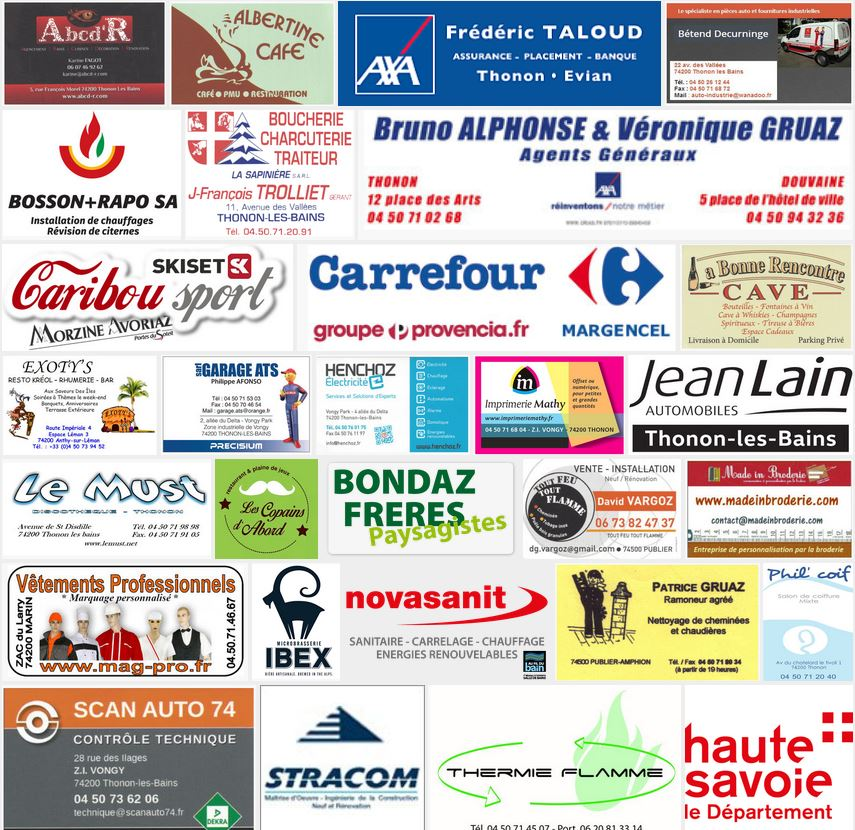 Abcd'R
AGENCEMENT | BAINS | CUISINES | DÉCORATION | RÉNOVATION
Karine FAGOT
06 07 46 92 67
karine@abcd-r.com
5, rue François Morel 74200 Thonon Les Bains
www.abcd-r.com
ALBERTINE
CAFÉ
CAFÉ • PMU • RESTAURATION
AXA
Frédéric TALOUD
ASSURANCE - PLACEMENT - BANQUE
Thonon • Evian
Le spécialiste en pièces auto et fournitures industrielles
Bétend Decurninge
22 av. des Vallées
74200 Thonon les Bains
Tél. : 04 50 26 12 44
Fax : 04 50 71 68 72
Mail : auto-industrie@wanadoo.fr
BOSSON+RAPO SA
Installation de chauffages
Révision de citernes
BOUCHERIE
CHARCUTERIE
TRAITEUR
LA SAPINIÈRE S.A.R.L.
J-François TROLLIET GERANT
11, Avenue des Vallées
THONON-LES-BAINS
Tél. 04.50.71.20.91
Bruno ALPHONSE & Véronique GRUAZ
Agents Généraux
THONON
12 place des Arts
04 50 71 02 68
AXA
réinventons / notre métier
DOUVAINE
5 place de l'hôtel de ville
04 50 94 32 36
SKISET
Caribou sport
MORZINE AVORIAZ
Portes du Soleil
Carrefour
groupe provencia.fr
MARGENCEL
a Bonne Rencontre
CAVE
Bouteilles - Fontaines à Vin
Cave à Whiskies - Champagnes
Spiritueux - Tireuse à Bières
Espace Cadeaux
Livraison à Domicile Parking Privé
EXOTY'S
RESTO KRÉOL - RHUMERIE - BAR
Aux Saveurs Des Îles
Soirées à Thèmes le week-end
Banquets, Anniversaires
Terrasse Extérieure
EXOTY'S
Route Impériale 4
Espace Léman 3
74200 Anthy-sur-Léman
Tél. : +33 (0)4 50 73 94 52
sarl GARAGE ATS
Philippe AFONSO
Tél : 04 50 71 53 03
Fax : 04 50 70 46 54
Mail : garage.ats@orange.fr
2, allée du Delta - Vongy Park
Zone industrielle de Vongy
74200 THONON-LES-BAINS
PRECISIUM
HENCHOZ
Electricité
Services et Solutions d'Experts
Vongy Park - 4 allée du Delta
74200 THONON-LES-BAINS
Tél. 04 50 76 01 75
Fax 04 50 76 11 97
info@henchoz.fr
Electricité
Chauffage
Eclairage
Automatisme
Alarme
Domotique
Energies renouvelables
www.henchoz.fr
im
Imprimerie Mathy
www.imprimeriemathy.fr
Offset ou
numérique,
pour petites
et grandes
quantités
04 50 71 68 04 - Z.I. VONGY - 74200 THONON
JeanLain
AUTOMOBILES
Thonon-les-Bains
Le Must
DISCOTHEQUE - THONON
Avenue de St Disdille
74200 Thonon les bains
Tél. 04 50 71 98 98
Fax. 04 50 71 91 05
www.lemust.net
restaurant & plaine de jeux
Les Copains
d'Abord
BONDAZ
FRERES
Paysagistes
VENTE - INSTALLATION
Neuf / Rénovation
TOUT FEU
TOUT
FLAMME
David VARGOZ
06 73 82 47 37
TOUT FEU TOUT FLAMME
dg.vargoz@gmail.com • 74500 PUBLIER
Made in Broderie
www.madeinbroderie.com
contact@madeinbroderie.com
Entreprise de personnalisation par la broderie
Vêtements Professionnels
* Marquage personnalisé *
ZAC du Larry
74200 MARIN
04.50.71.46.67
www.mag-pro.fr
MICROBRASSERIE
IBEX
BIÈRE ARTISANALE, BREWED IN THE ALPS
novasanit
SANITAIRE - CARRELAGE - CHAUFFAGE
ENERGIES RENOUVELABLES
bain
PATRICE GRUAZ
Ramoneur agréé
Nettoyage de cheminées
et chaudières
74500 PUBLIER-AMPHION
Tél. / Fax 04 50 71 89 34
(à partir de 19 heures)
Phil' coif
Salon de coiffure
Mixte
74200 Thonon
04 50 71 20 40
SCAN AUTO 74
CONTRÔLE TECHNIQUE
28 rue des Ilages
Z.I. VONGY
74200 Thonon-les-Bains
04 50 73 62 06
technique@scanauto74.fr
DEKRA
STRACOM
Maîtrise d'Oeuvre - Ingénierie de la Construction
Neuf et Rénovation
THERMIE FLAMME
Tél. 04 50 71 45 07 - Port. 06 20 81 33 14
haute
savoie
le Département